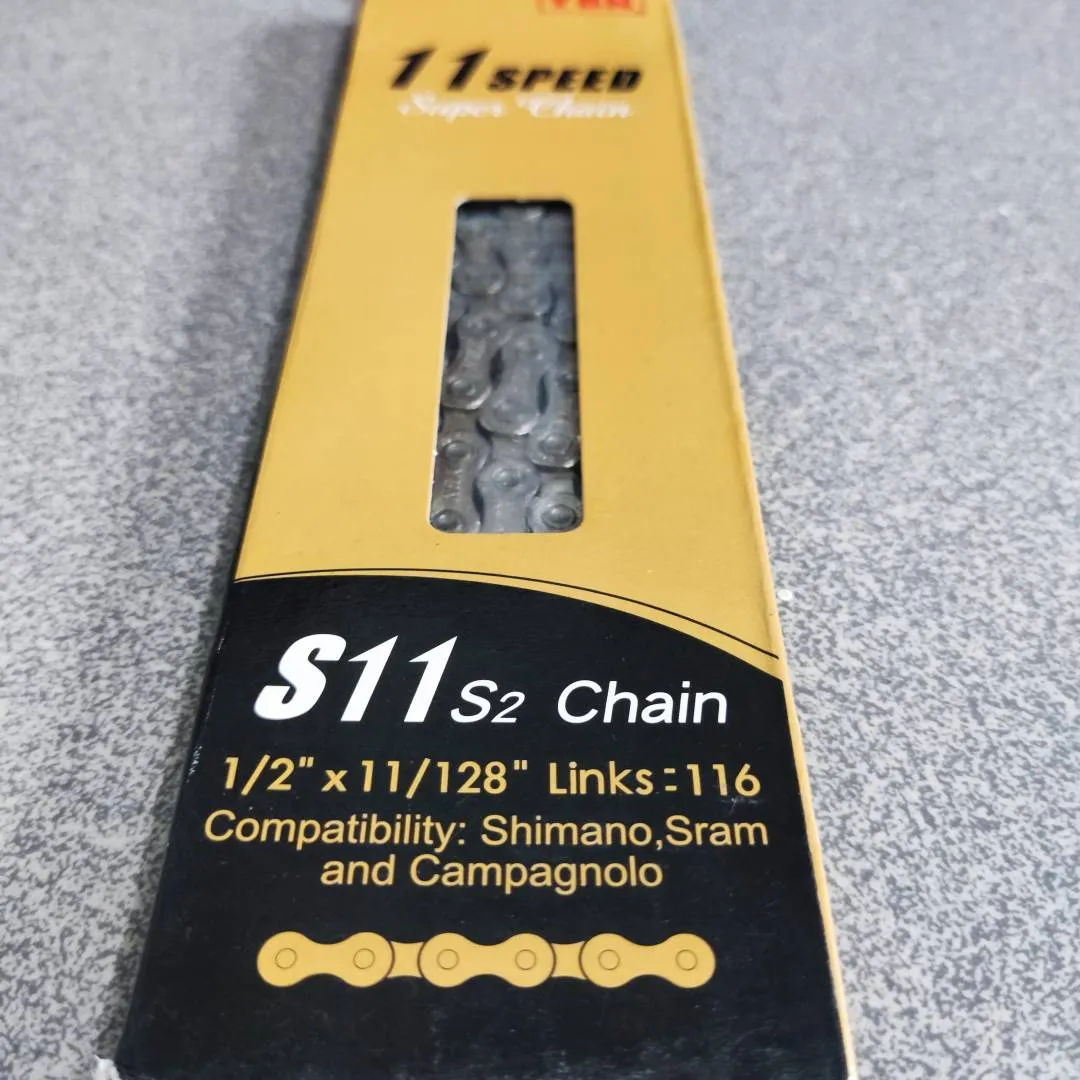 11 SPEED
Super Chain
S11 S2 Chain
1/2" x 11/128" Links : 116
Compatibility: Shimano,Sram
and Campagnolo